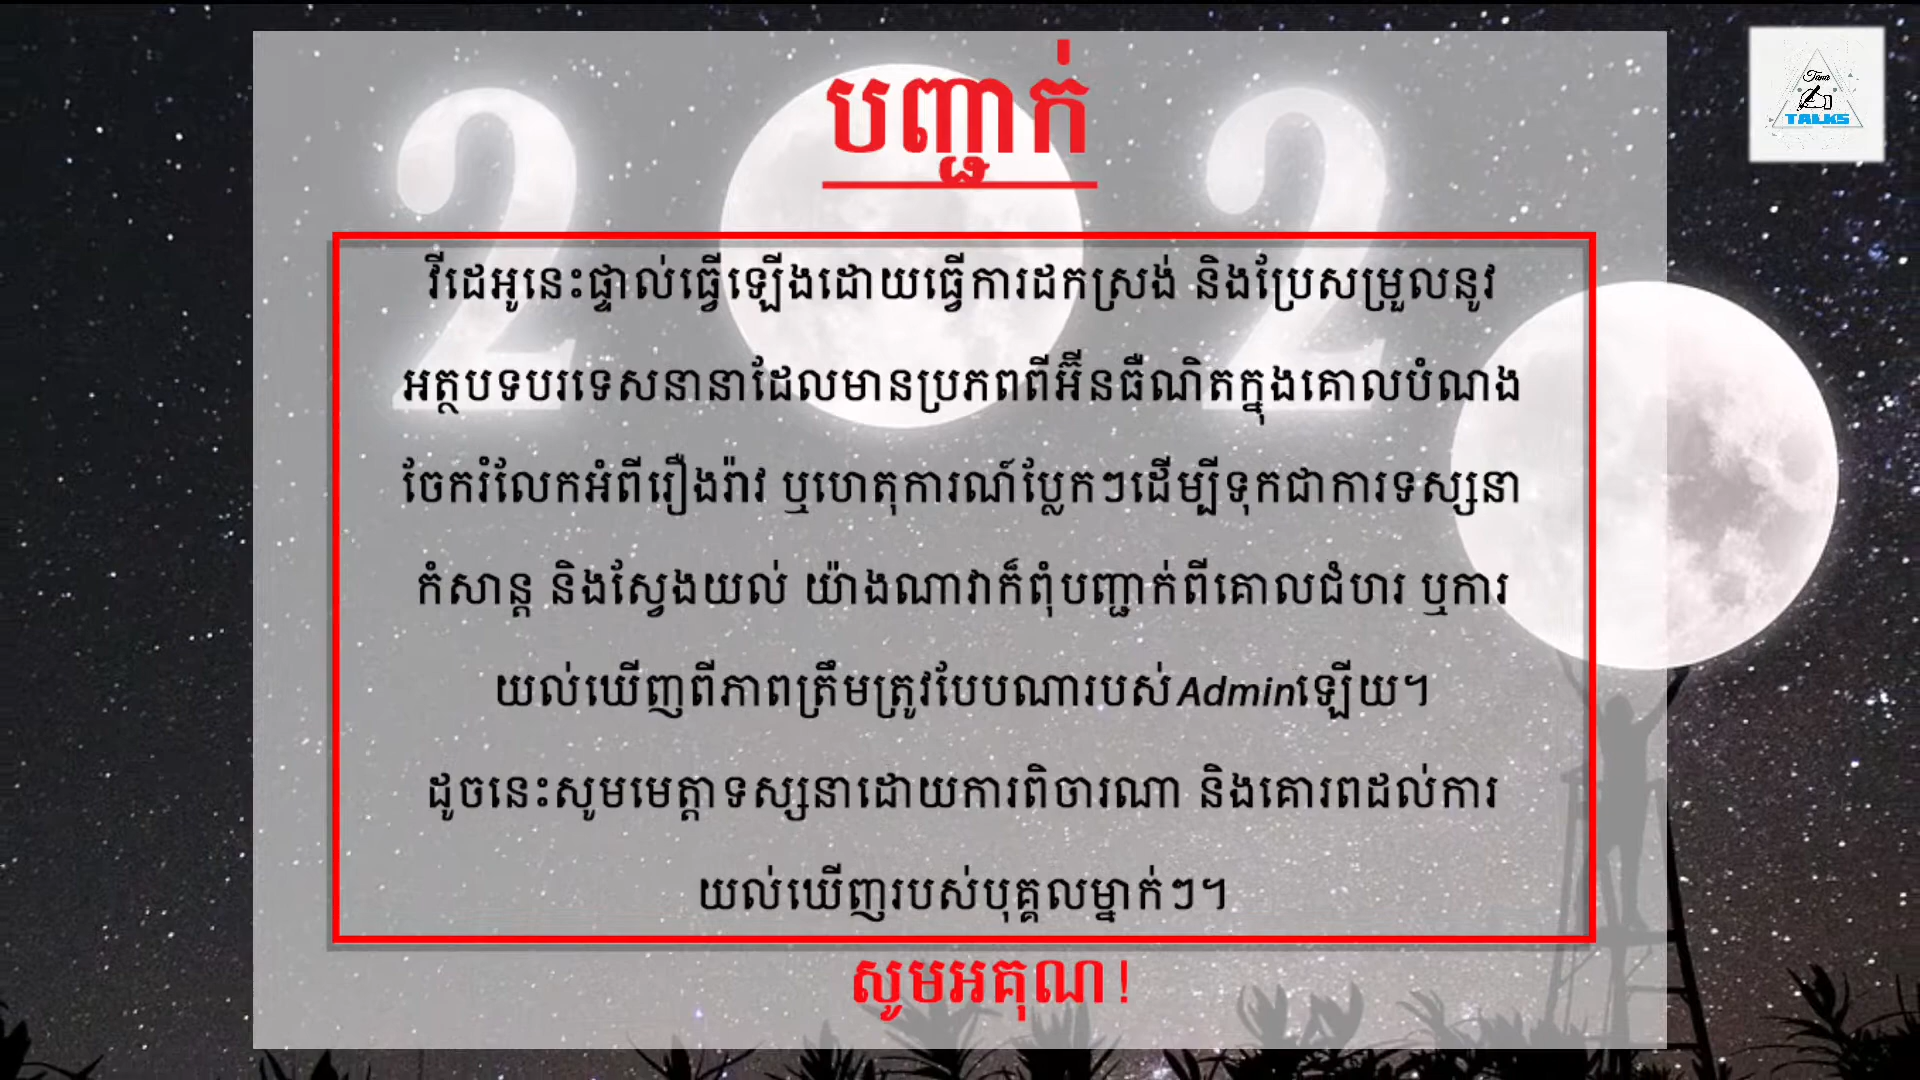 2 2
បញ្ជាក់
Tana
TALKS
វីដេអូនេះផ្ទាល់ធ្វើឡើងដោយធ្វើការដកស្រង់ និងប្រែសម្រួលនូវ
អត្ថបទបរទេសនានាដែលមានប្រភពពីអ៊ីនធឺណិតក្នុងគោលបំណង
ចែករំលែកអំពីរឿងរ៉ាវ ឬហេតុការណ៍ប្លែកៗដើម្បីទុកជាការទស្សនា
កំសាន្ត និងស្វែងយល់ យ៉ាងណាវាក៏ពុំបញ្ជាក់ពីគោលជំហរ ឬការ
យល់ឃើញពីភាពត្រឹមត្រូវបែបណារបស់Adminឡើយ។
ដូចនេះសូមមេត្តាទស្សនាដោយការពិចារណា និងគោរពដល់ការ
យល់ឃើញរបស់បុគ្គលម្នាក់ៗ។
សូមអគុណ!